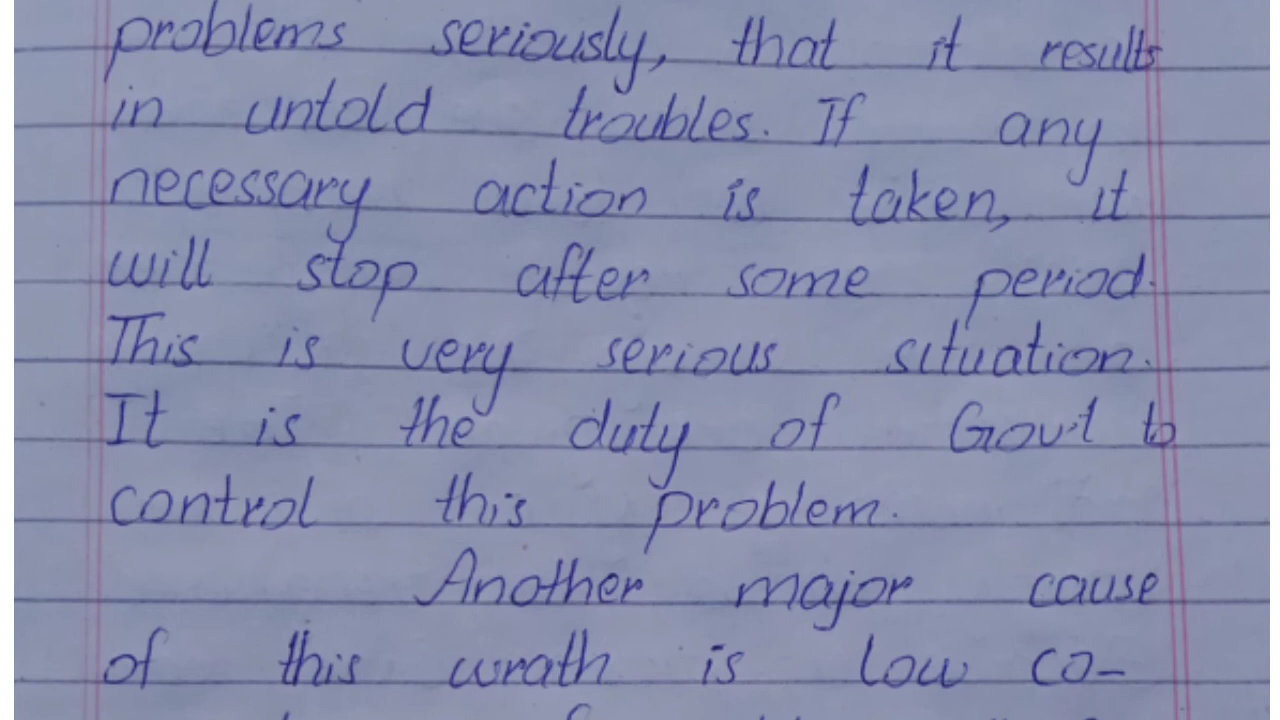 problems seriously, that it results
in untold troubles. If any
necessary action is taken, it
will stop after some period.
This is very serious situation.
It is the duty of Govt to
control this problem.
Another major cause
of this wrath is low co-